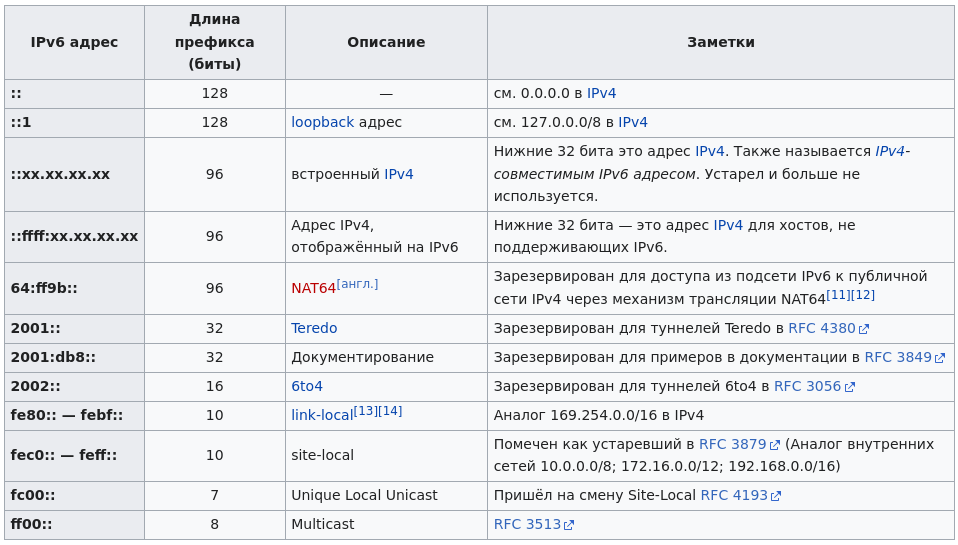 IPv6 адрес
Длина
префикса
(биты)
Описание
Заметки
::
128
—
см. 0.0.0.0 в IPv4
::1
128
loopback адрес
см. 127.0.0.0/8 в IPv4
::xx.xx.xx.xx
96
встроенный IPv4
Нижние 32 бита это адрес IPv4. Также называется IPv4-
совместимым IPv6 адресом. Устарел и больше не
используется.
::ffff:xx.xx.xx.xx
96
Адрес IPv4,
отображённый на IPv6
Нижние 32 бита — это адрес IPv4 для хостов, не
поддерживающих IPv6.
64:ff9b::
96
NAT64[англ.]
Зарезервирован для доступа из подсети IPv6 к публичной
сети IPv4 через механизм трансляции NAT64[11][12]
2001::
32
Teredo
Зарезервирован для туннелей Teredo в RFC 4380
2001:db8::
32
Документирование
Зарезервирован для примеров в документации в RFC 3849
2002::
16
6to4
Зарезервирован для туннелей 6to4 в RFC 3056
fe80:: — febf::
10
link-local[13][14]
Аналог 169.254.0.0/16 в IPv4
fec0:: — feff::
10
site-local
Помечен как устаревший в RFC 3879 (Аналог внутренних
сетей 10.0.0.0/8; 172.16.0.0/12; 192.168.0.0/16)
fc00::
7
Unique Local Unicast
Пришёл на смену Site-Local RFC 4193
ff00::
8
Multicast
RFC 3513